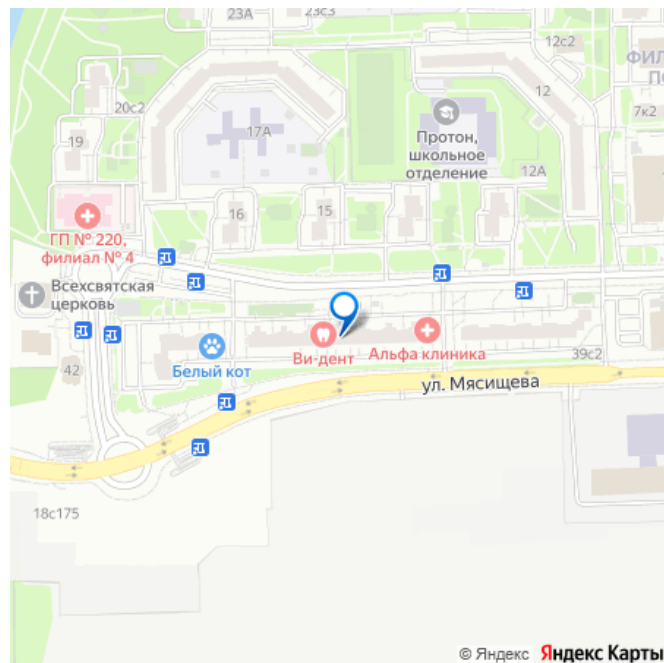 23А
23с3
12с2
ФИЛ
ПО
20с2
12
7к2
17А
19
Протон,
школьное
отделение
12А
16
15
ГП № 220,
филиал № 4
Всехсвятская
церковь
Ви-дент
Альфа клиника
Белый кот
39с2
42
ул. Мясищева
18с175
© Яндекс Яндекс Карты